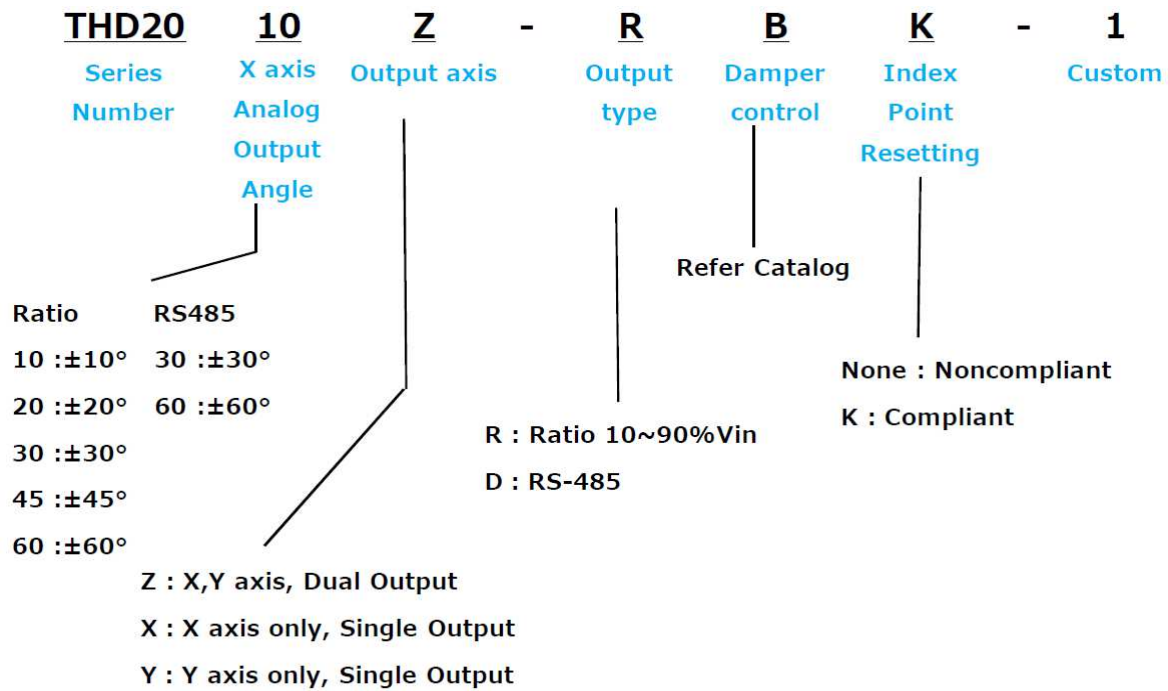 THD20 10 Z - R B K - 1
Series Number
X axis Analog Output Angle
Output axis
Output type
Damper control
Index Point Resetting
Custom
Refer Catalog
Ratio RS485
10 :±10° 30 :±30°
20 :±20° 60 :±60°
30 :±30°
45 :±45°
60 :±60°
None : Noncompliant
K : Compliant
R : Ratio 10~90%Vin
D : RS-485
Z : X,Y axis, Dual Output
X : X axis only, Single Output
Y : Y axis only, Single Output